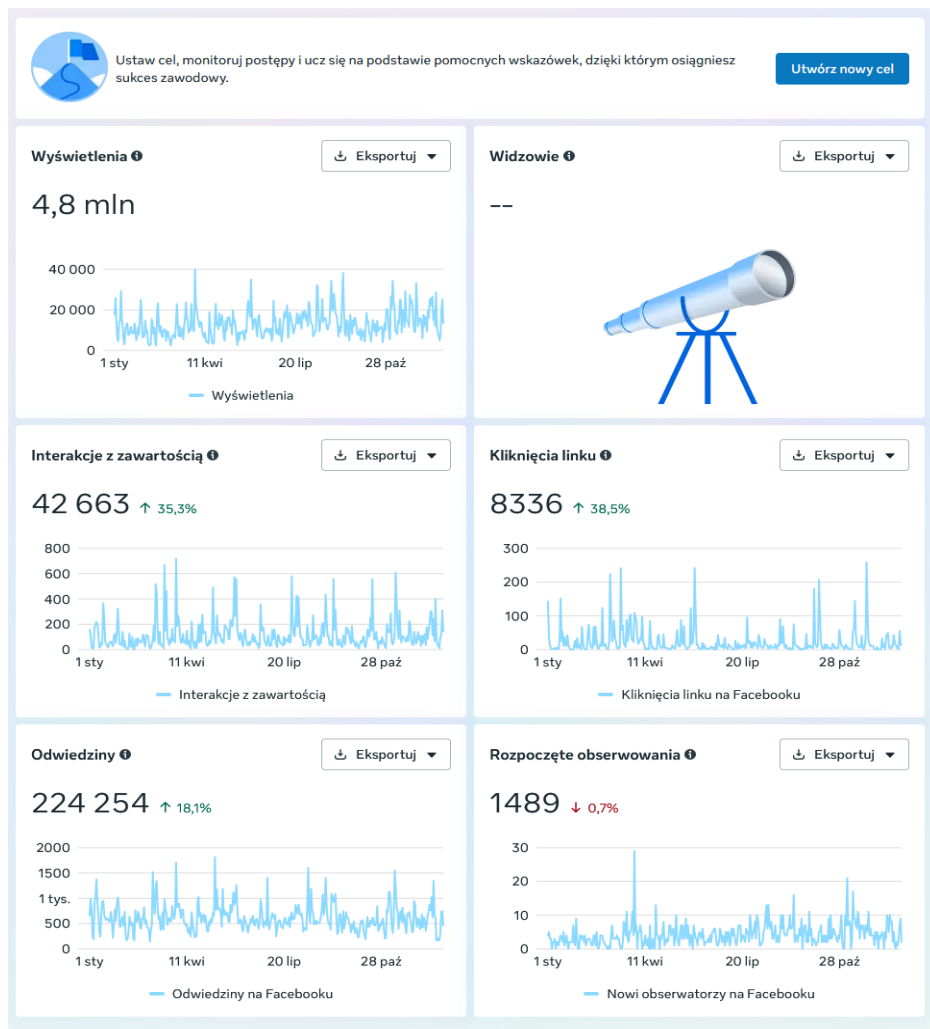 Ustaw cel, monitoruj postępy i ucz się na podstawie pomocnych wskazówek, dzięki którym osiągniesz
sukces zawodowy.
Utwórz nowy cel
Wyświetlenia
Eksportuj
4,8 mln
40 000
20 000
0
1 sty 11 kwi 20 lip 28 paź
Wyświetlenia
Widzowie
Eksportuj
--
Interakcje z zawartością
Eksportuj
42 663 ↑ 35,3%
800
600
400
200
0
1 sty 11 kwi 20 lip 28 paź
Interakcje z zawartością
Kliknięcia linku
Eksportuj
8336 ↑ 38,5%
300
200
100
0
1 sty 11 kwi 20 lip 28 paź
Kliknięcia linku na Facebooku
Odwiedziny
Eksportuj
224 254 ↑ 18,1%
2000
1500
1 tys.
500
0
1 sty 11 kwi 20 lip 28 paź
Odwiedziny na Facebooku
Rozpoczęte obserwowania
Eksportuj
1489 ↓ 0,7%
30
20
10
0
1 sty 11 kwi 20 lip 28 paź
Nowi obserwatorzy na Facebooku